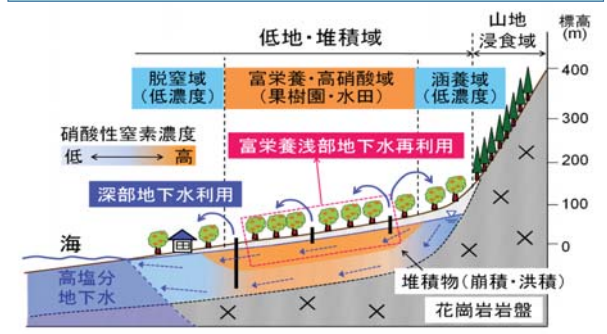 山地
浸食域
標高
(m)
低地・堆積域
脱窒域
(低濃度)
富栄養・高硝酸域
(果樹園・水田)
涵養域
(低濃度)
400
300
200
100
0
硝酸性窒素濃度
低 高
富栄養浅部地下水再利用
深部地下水利用
海
高塩分
地下水
堆積物(崩積・洪積)
花崗岩岩盤